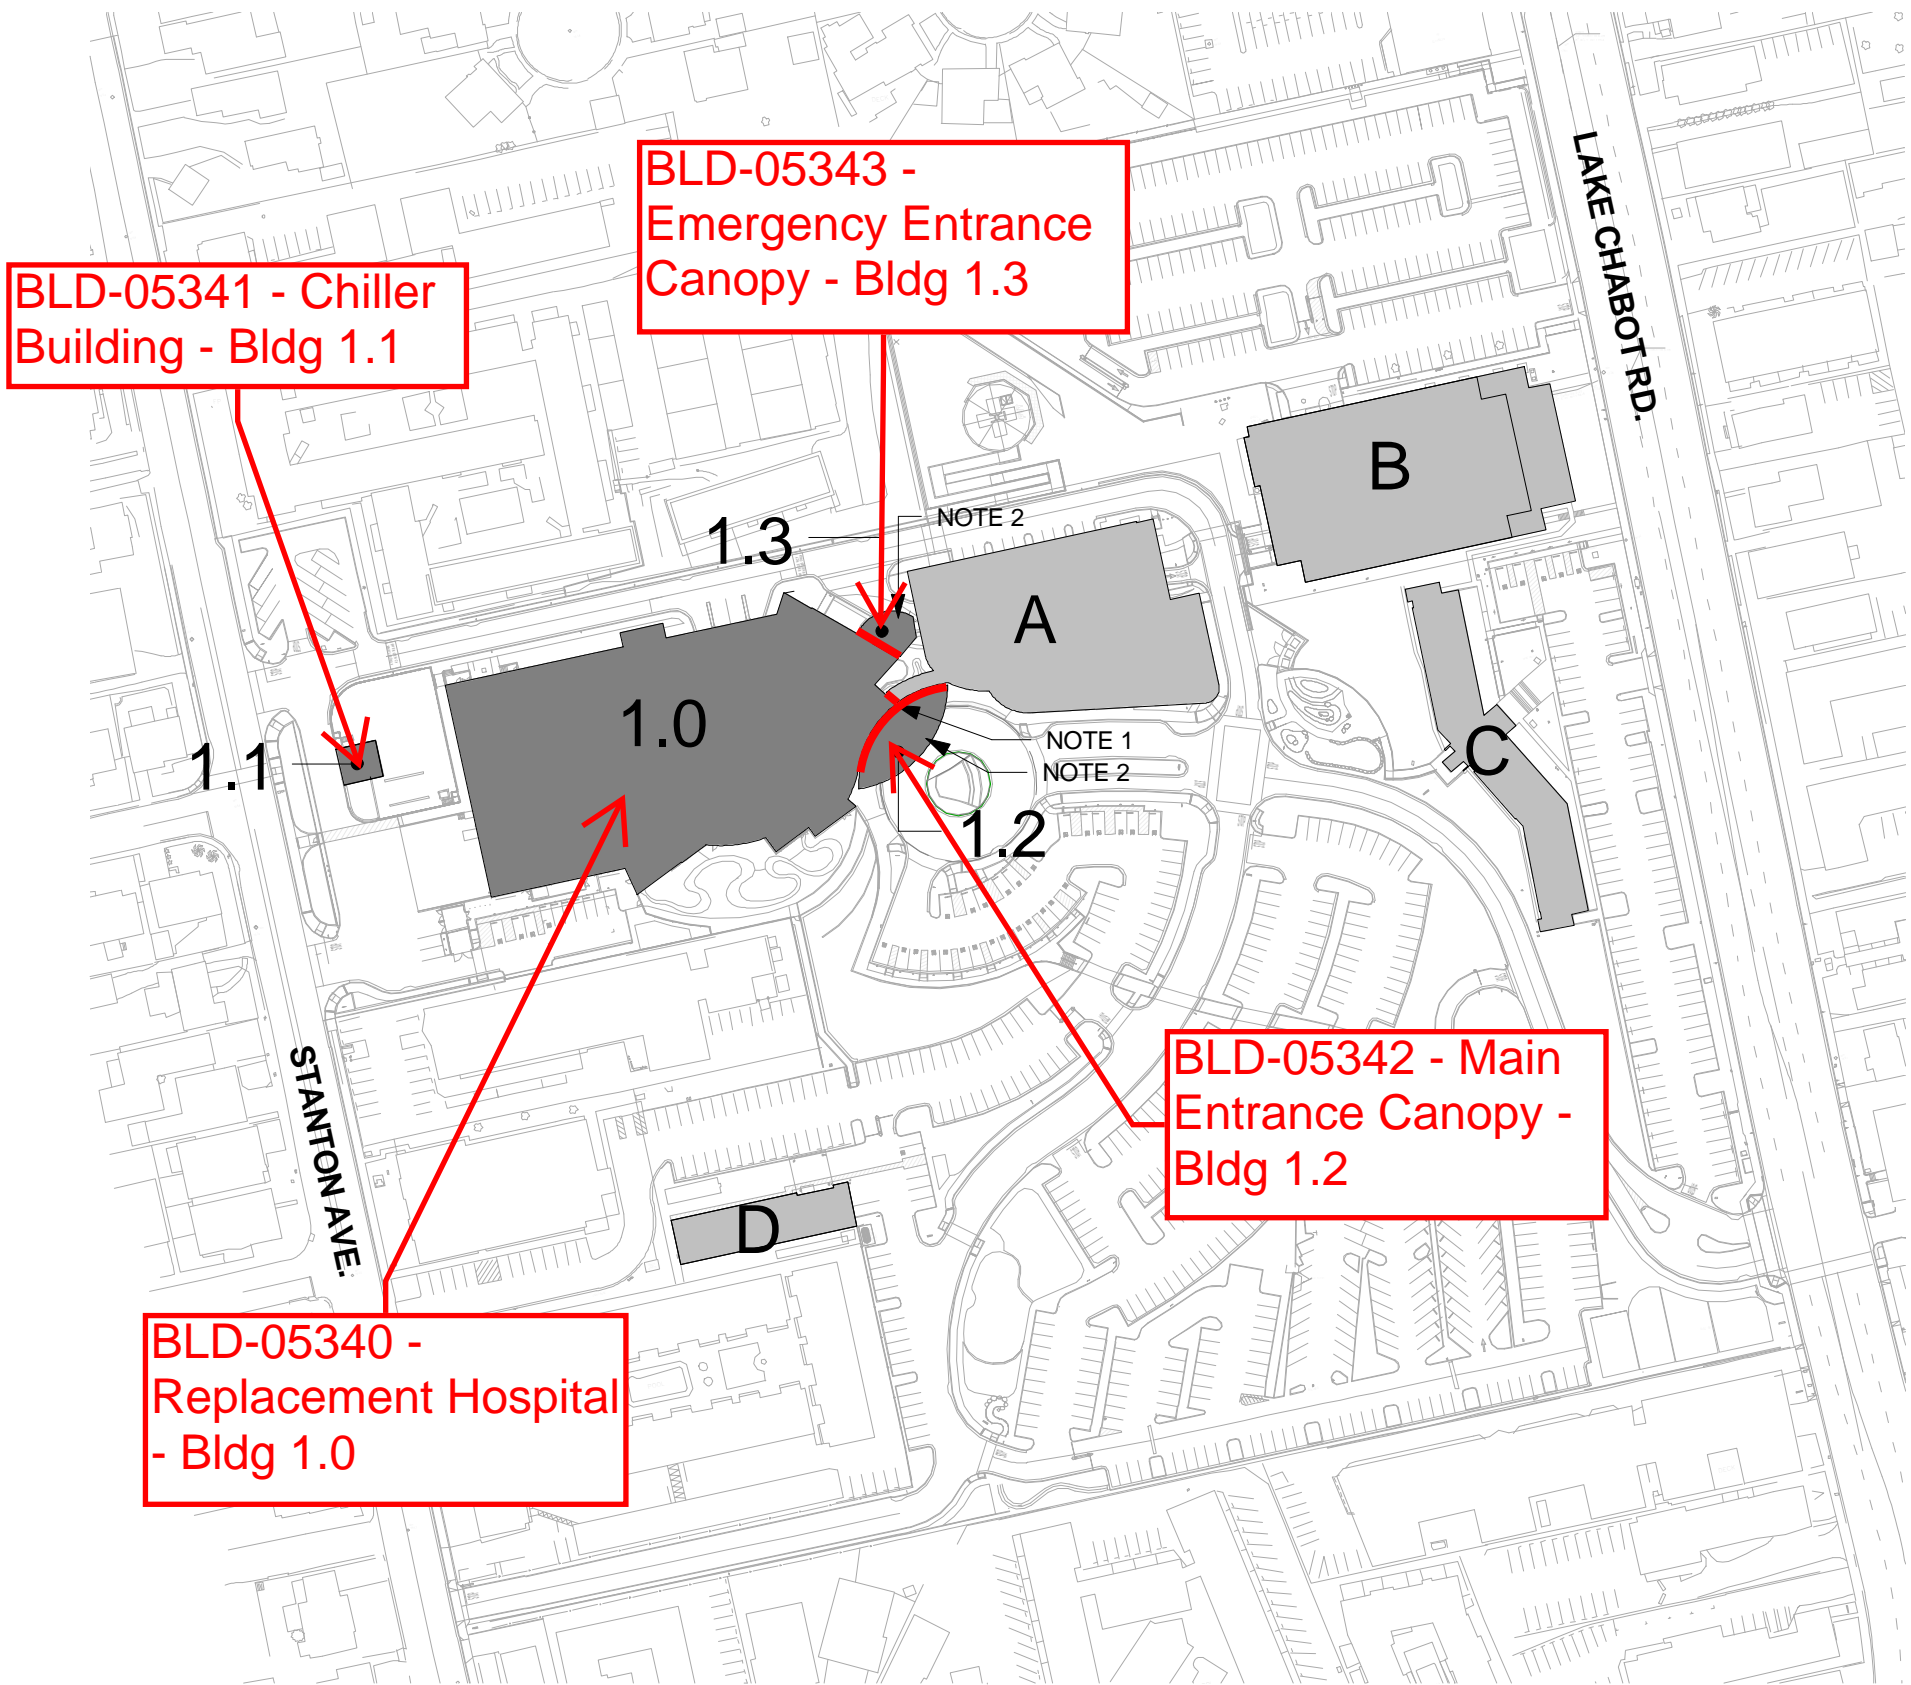 BLD-05343 -
Emergency Entrance
Canopy - Bldg 1.3
BLD-05341 - Chiller
Building - Bldg 1.1
LAKE CHABOT RD.
B
NOTE 2
1.3
A
1.0
NOTE 1
NOTE 2
1.1
C
1.2
STANTON AVE.
BLD-05342 - Main
Entrance Canopy -
Bldg 1.2
D
BLD-05340 -
Replacement Hospital
- Bldg 1.0